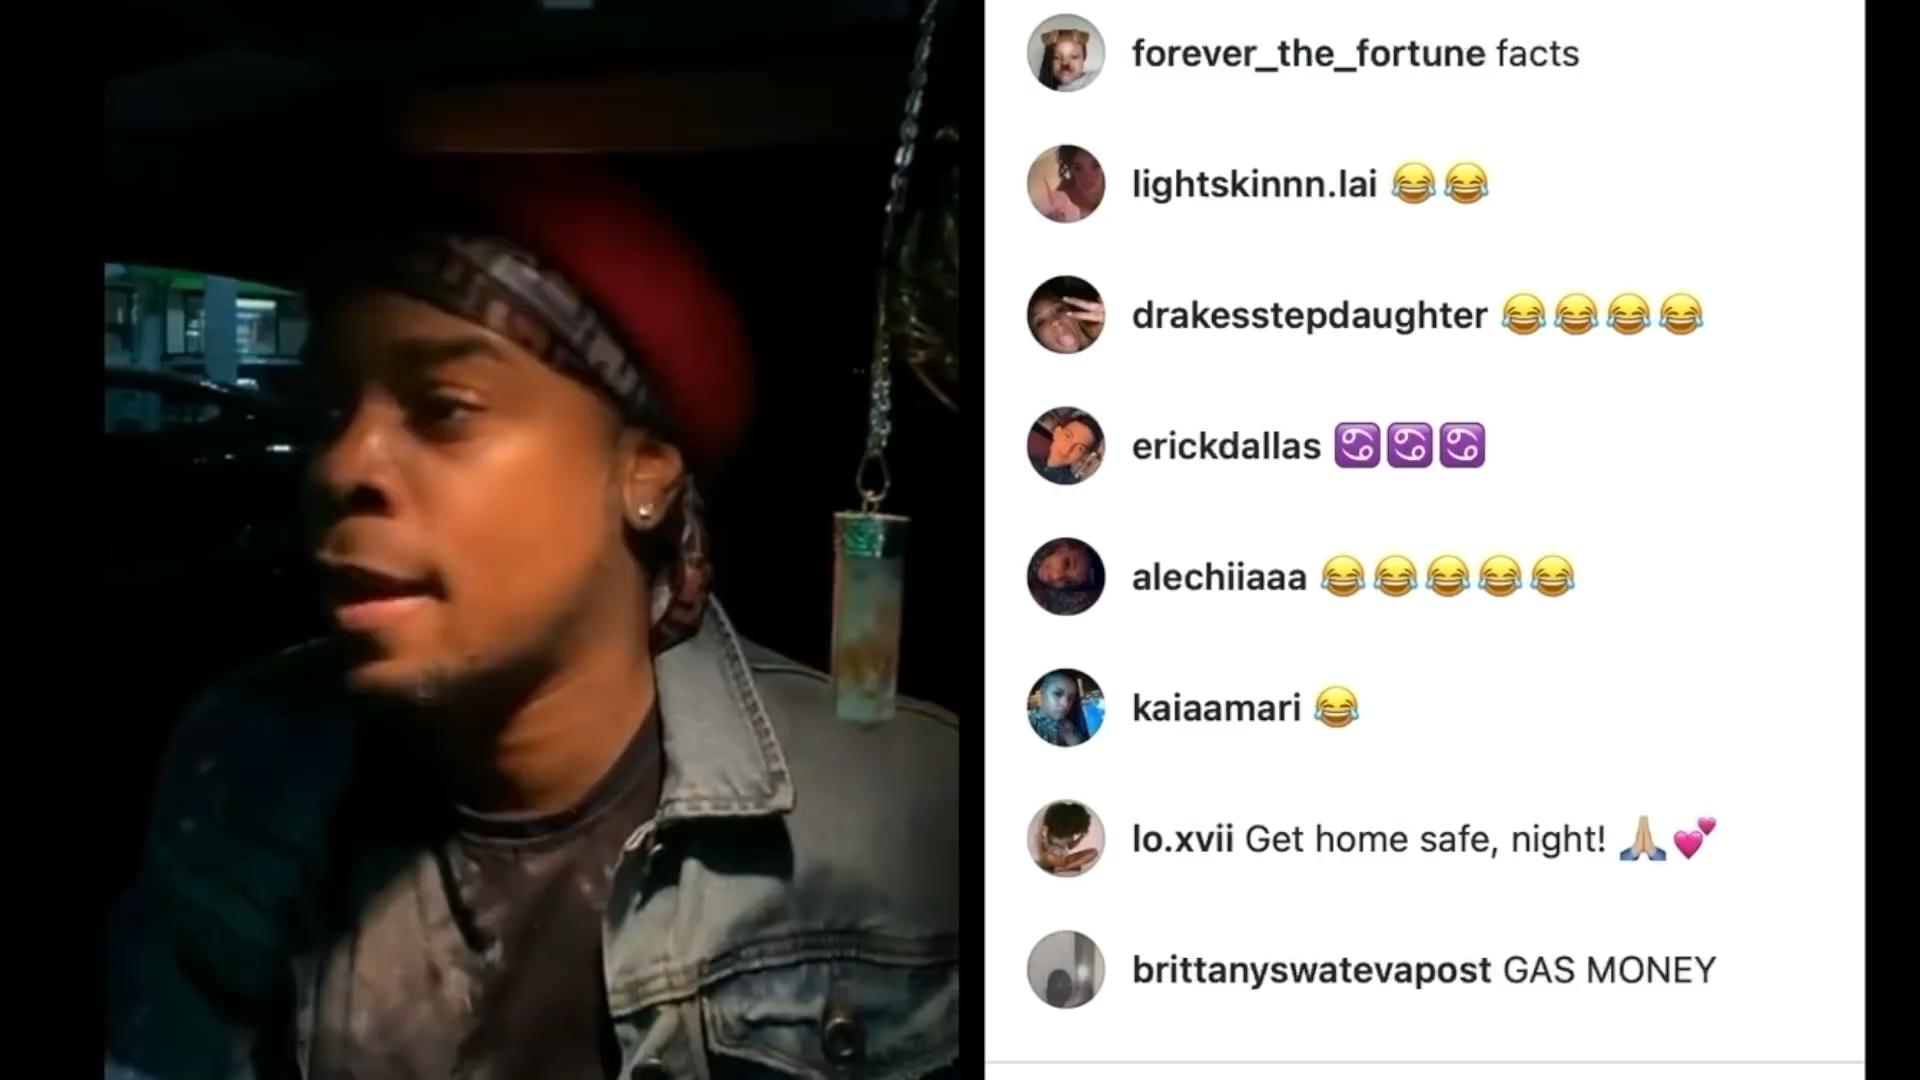 forever_the_fortune facts
lightskinnn.lai 😂😂
drakesstepdaughter 😂😂😂😂
erickdallas ♋♋♋
alechiiaaa 😂😂😂😂😂
kaiaamari 😂
lo.xvii Get home safe, night! 🙏🏼💕
brittanyswatevapost GAS MONEY